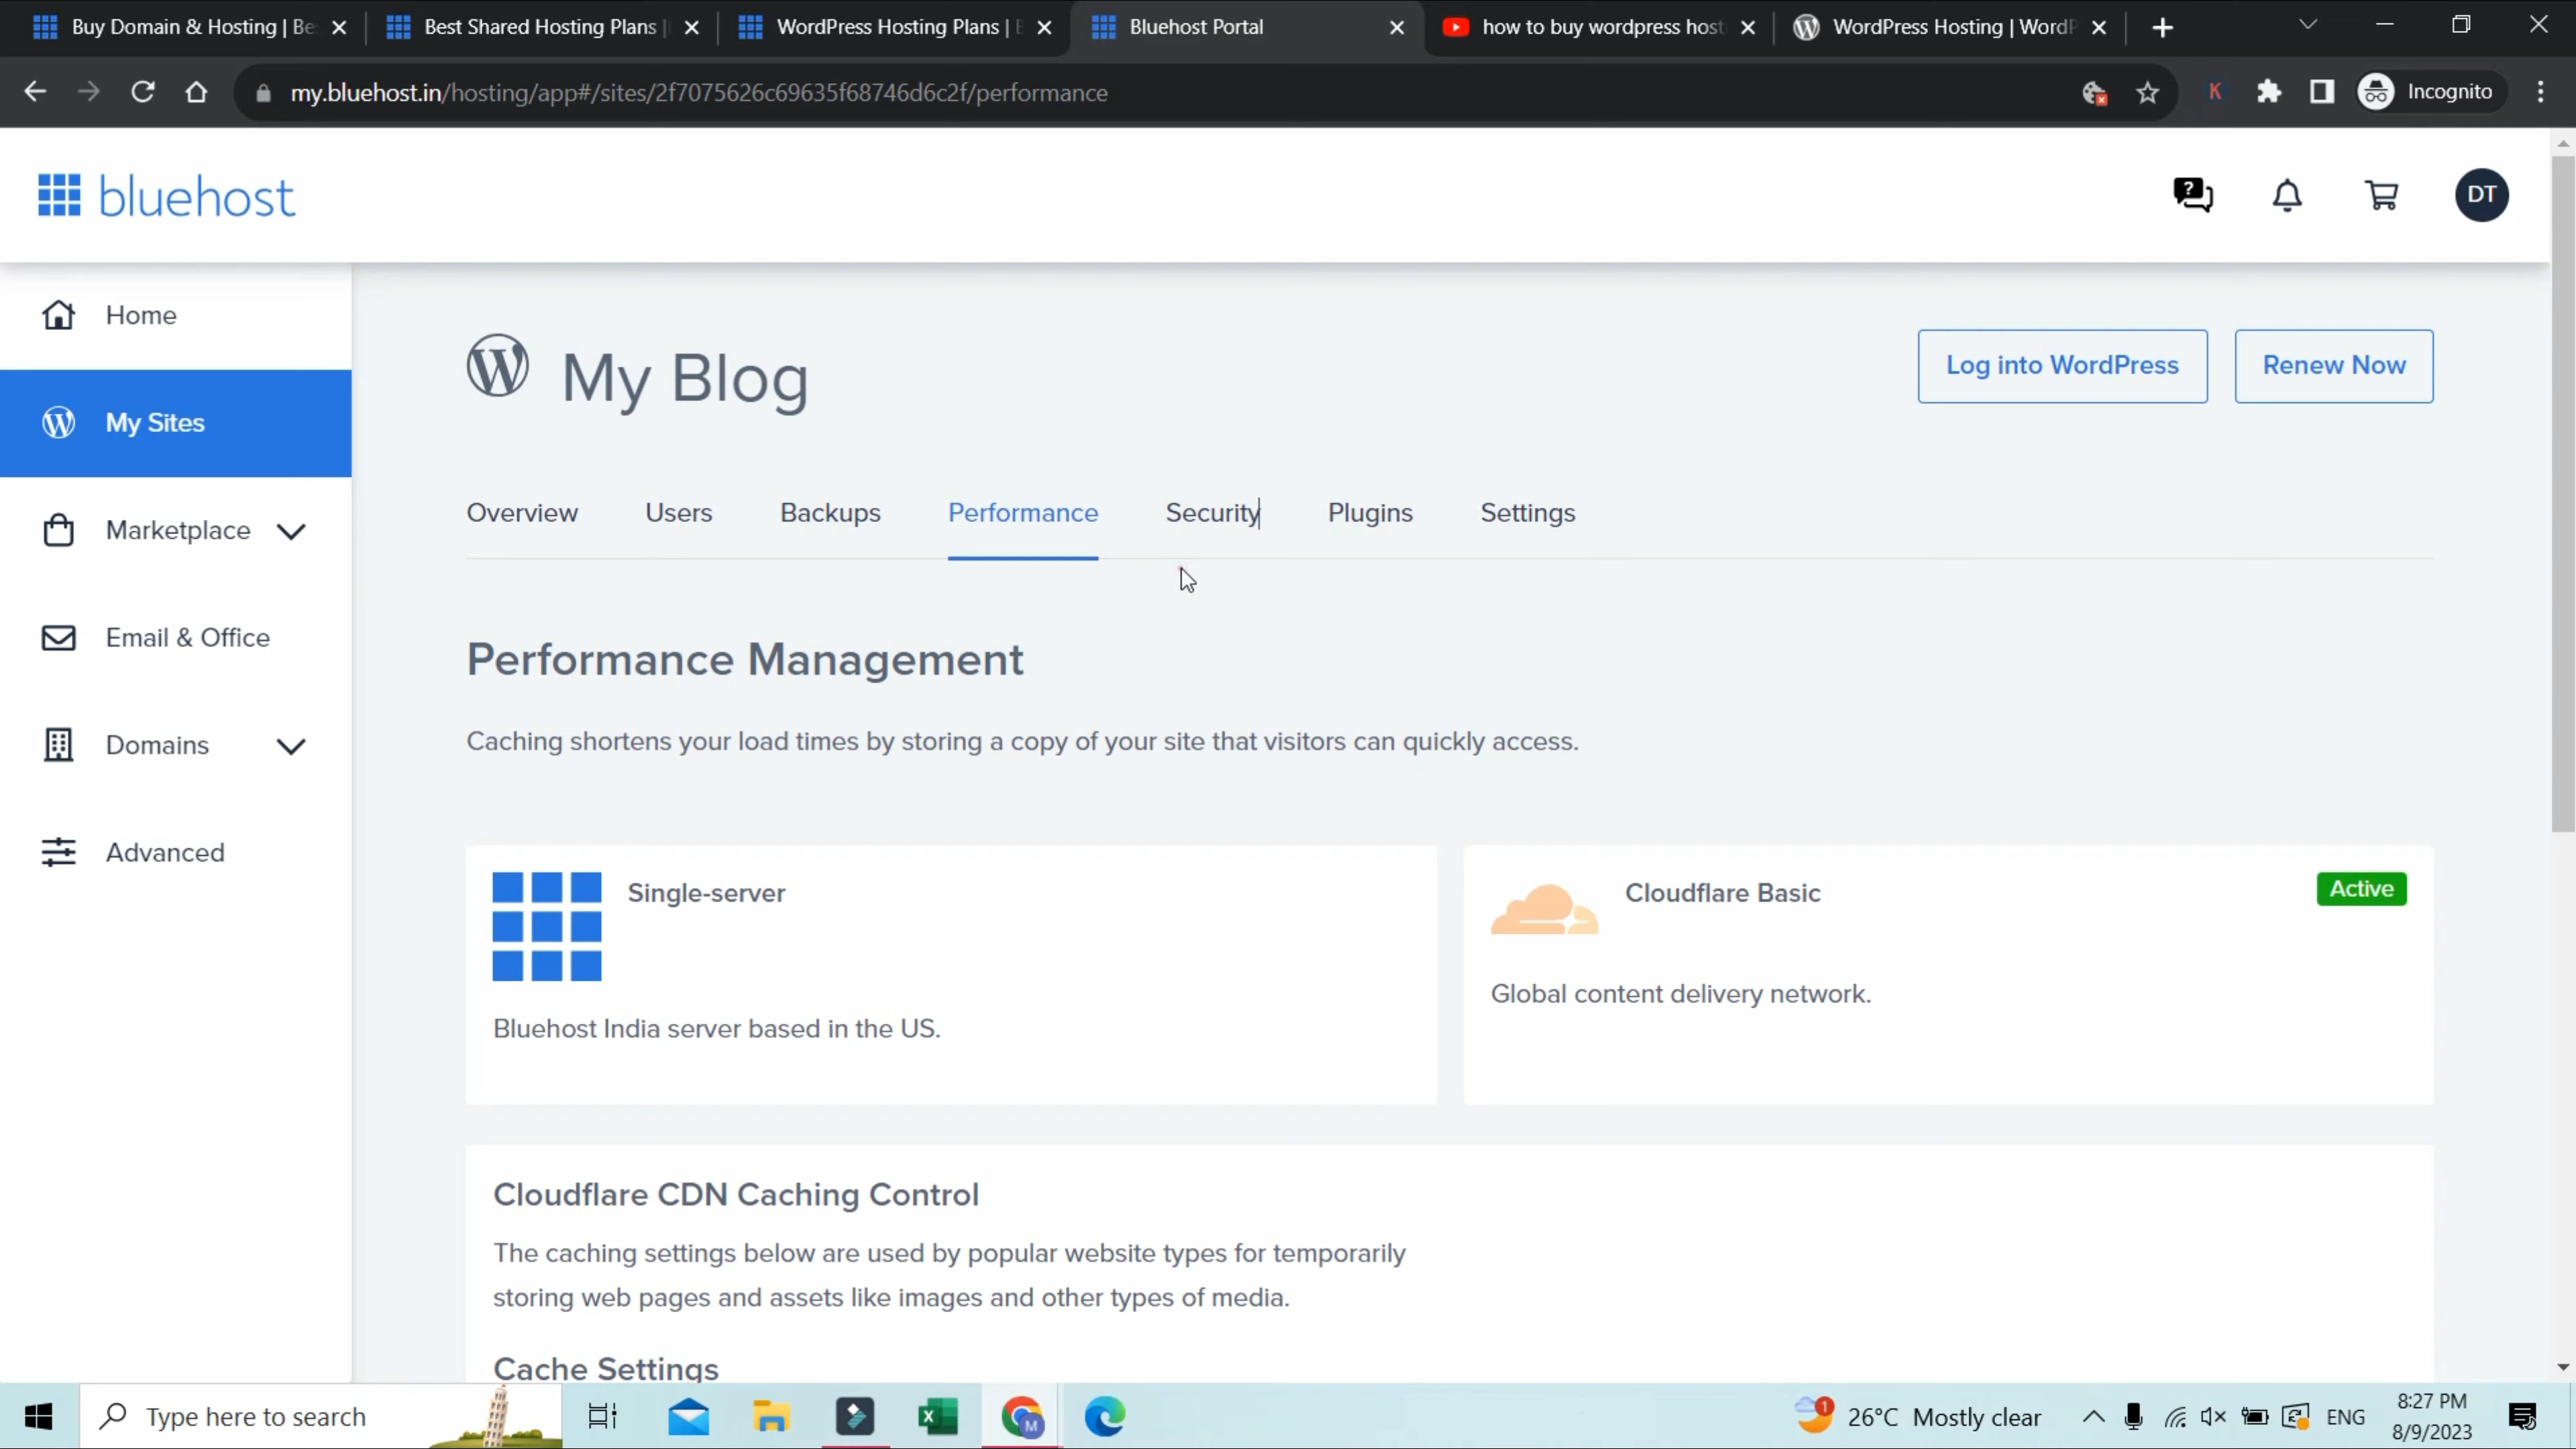 Buy Domain & Hosting | Be
Best Shared Hosting Plans |
WordPress Hosting Plans |
Bluehost Portal
how to buy wordpress host
WordPress Hosting | WordP
my.bluehost.in/hosting/app#/sites/2f7075626c69635f68746d6c2f/performance
K
Incognito
bluehost
?
DT
Home
My Sites
Marketplace
Email & Office
Domains
Advanced
My Blog
Log into WordPress
Renew Now
Overview
Users
Backups
Performance
Security
Plugins
Settings
Performance Management
Caching shortens your load times by storing a copy of your site that visitors can quickly access.
Single-server
Bluehost India server based in the US.
Cloudflare Basic
Active
Global content delivery network.
Cloudflare CDN Caching Control
The caching settings below are used by popular website types for temporarily
storing web pages and assets like images and other types of media.
Cache Settings
Type here to search
M
1
26°C Mostly clear
ENG
8:27 PM
8/9/2023